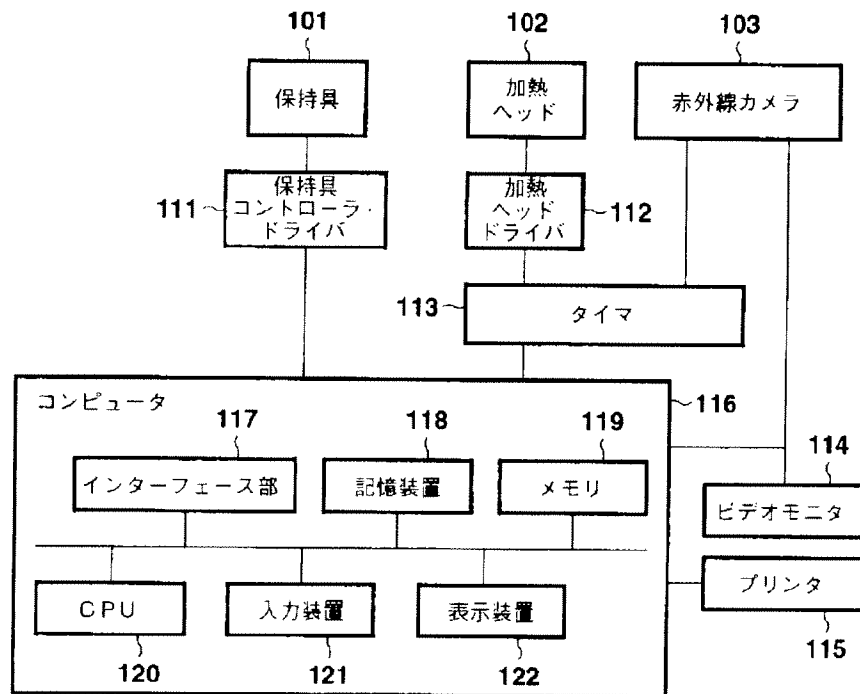 101
102
103
保持具
加熱
ヘッド
赤外線カメラ
111
保持具
コントローラ・
ドライバ
加熱
ヘッド
ドライバ
112
113
タイマ
コンピュータ
116
117
118
119
114
インターフェース部
記憶装置
メモリ
ビデオモニタ
CPU
入力装置
表示装置
プリンタ
120
121
122
115